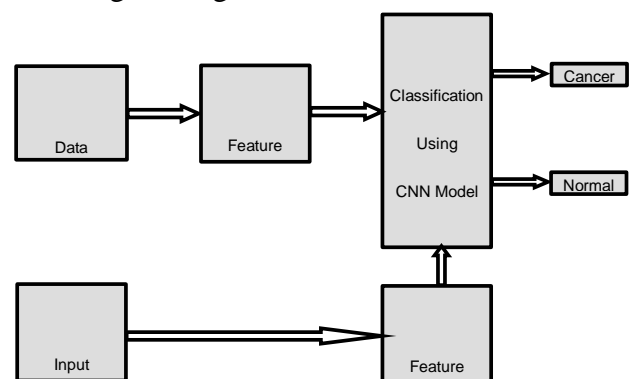 Data
Feature
Classification
Using
CNN Model
Cancer
Normal
Input
Feature